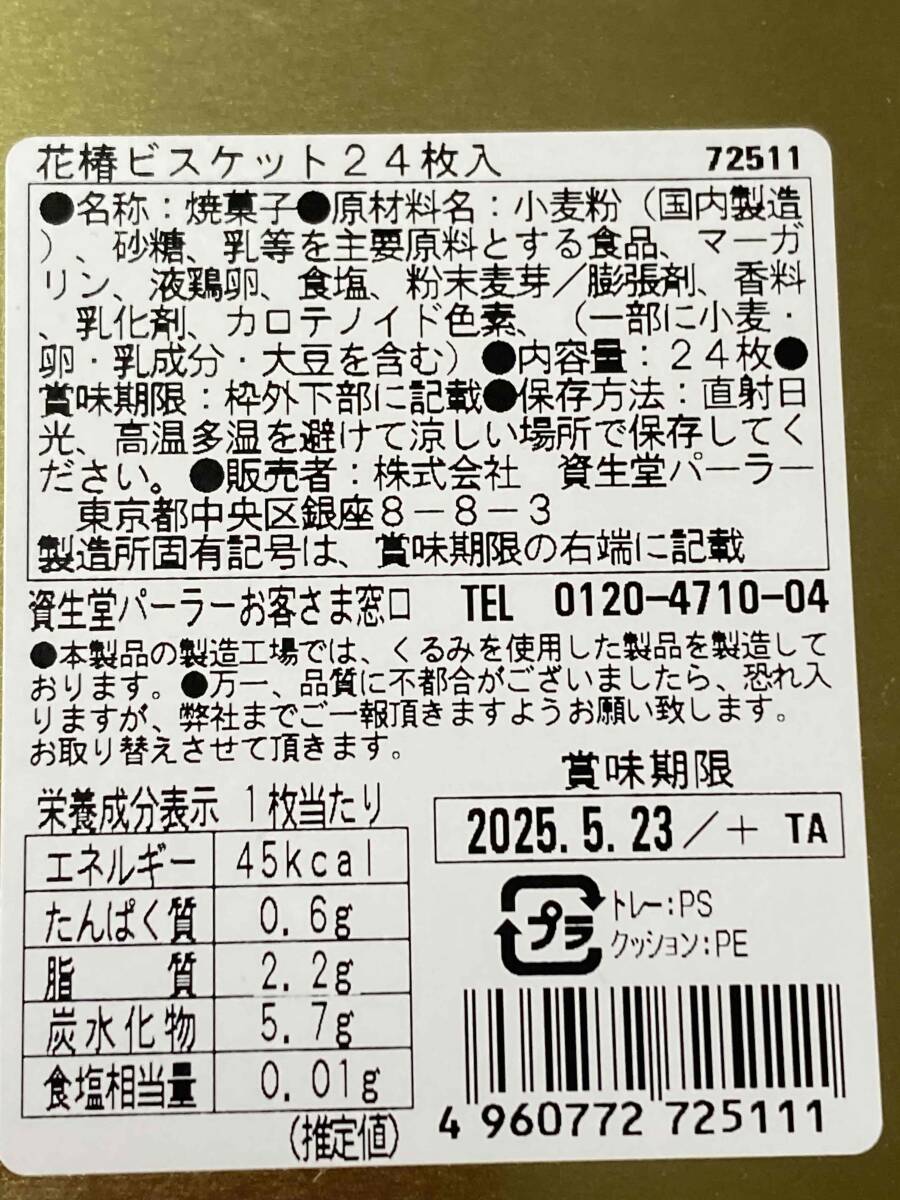 花椿ビスケット24枚入 72511
●名称:焼菓子●原材料名:小麦粉(国内製造
)、砂糖、乳等を主要原料とする食品、マーガ
リン、液鶏卵、食塩、粉末麦芽/膨張剤、香料
、乳化剤、カロテノイド色素、(一部に小麦・
卵・乳成分・大豆を含む)●内容量:24枚●
賞味期限:枠外下部に記載●保存方法:直射日
光、高温多湿を避けて涼しい場所で保存してく
ださい。●販売者:株式会社 資生堂パーラー
東京都中央区銀座8-8-3
製造所固有記号は、賞味期限の右端に記載
資生堂パーラーお客さま窓口 TEL 0120-4710-04
●本製品の製造工場では、くるみを使用した製品を製造して
おります。●万一、品質に不都合がございましたら、恐れ入
りますが、弊社までご一報頂きますようお願い致します。
お取り替えさせて頂きます。
賞味期限
2025.5.23/+ TA
栄養成分表示 1枚当たり
エネルギー 45kcal
たんぱく質 0.6g
脂質 2.2g
炭水化物 5.7g
食塩相当量 0.01g
(推定値)
プラ
トレー:PS
クッション:PE
4 960772 725111